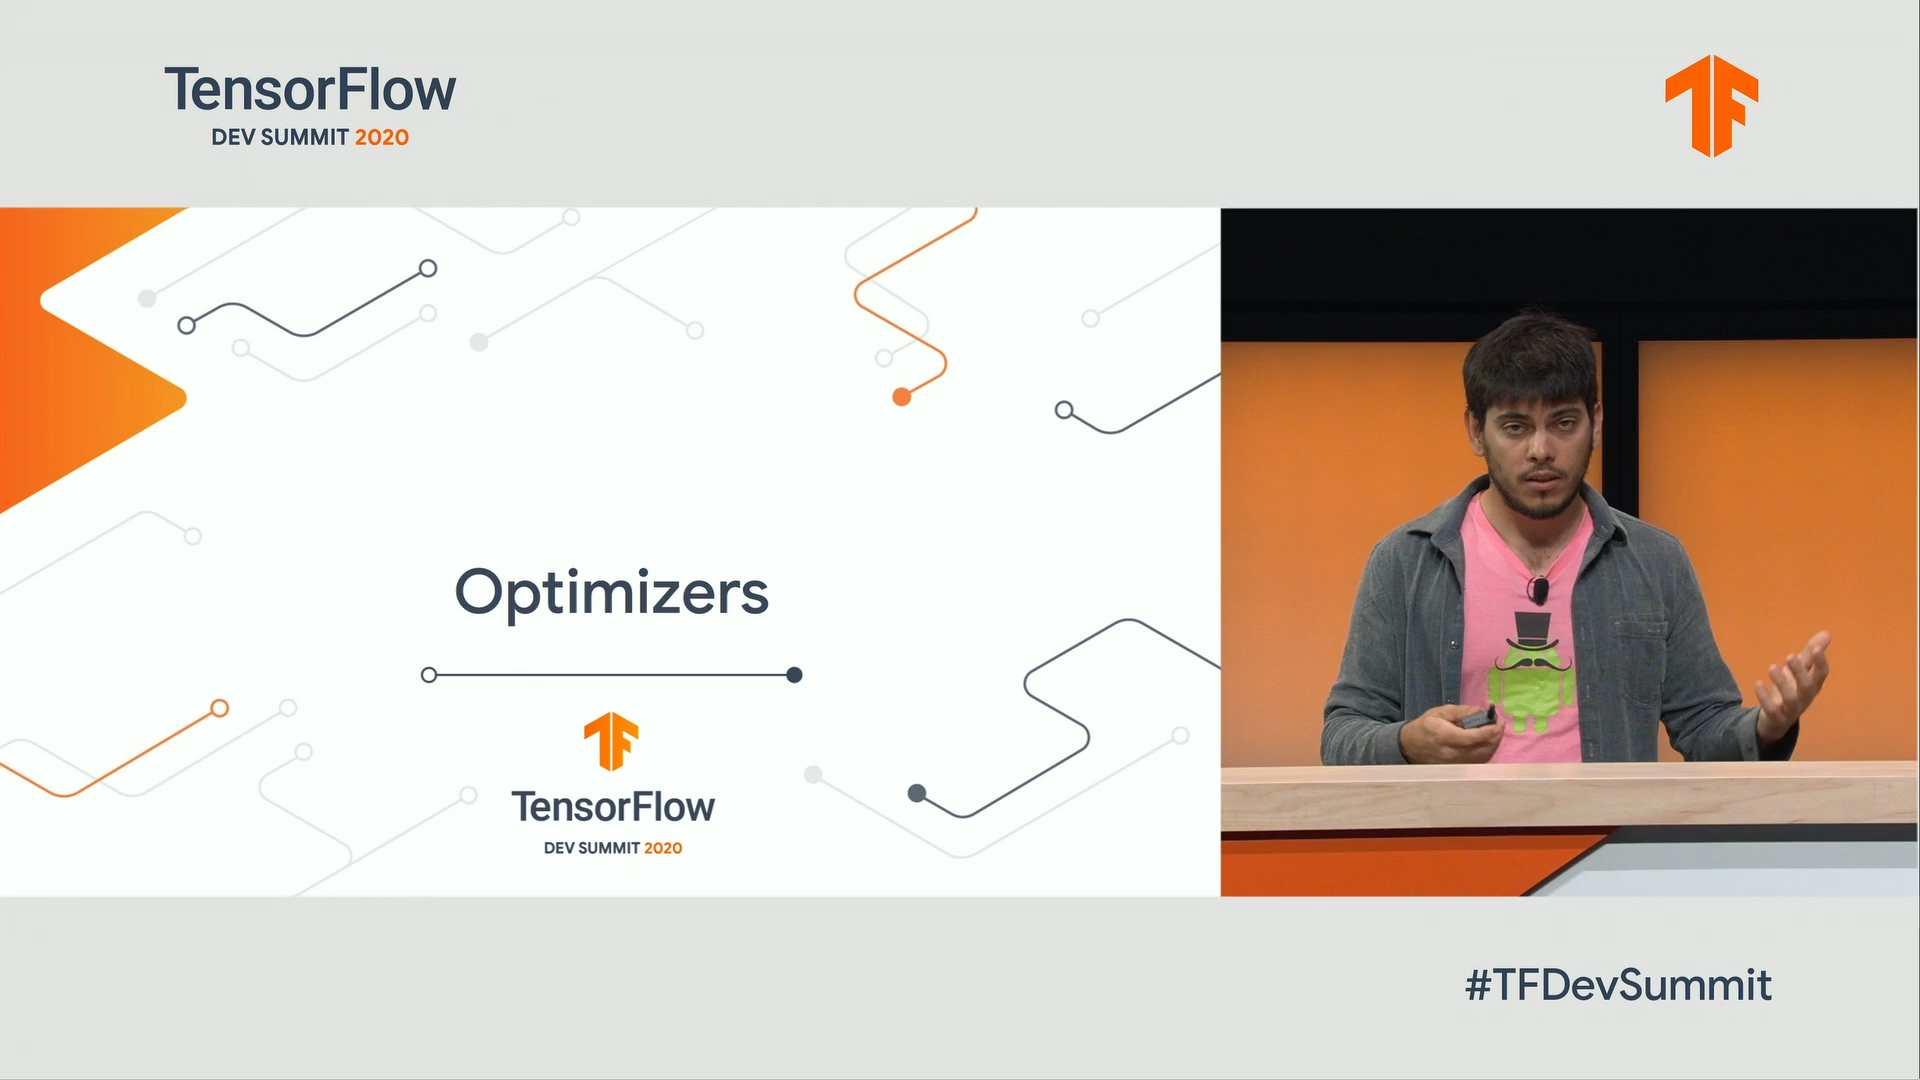 TensorFlow
DEV SUMMIT 2020
Optimizers
TensorFlow
DEV SUMMIT 2020
#TFDevSummit